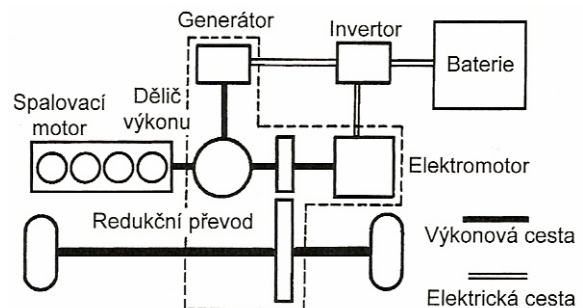 Generátor
Invertor
Baterie
Spalovací
motor
Dělič
výkonu
Elektromotor
Redukční převod
Výkonová cesta
Elektrická cesta